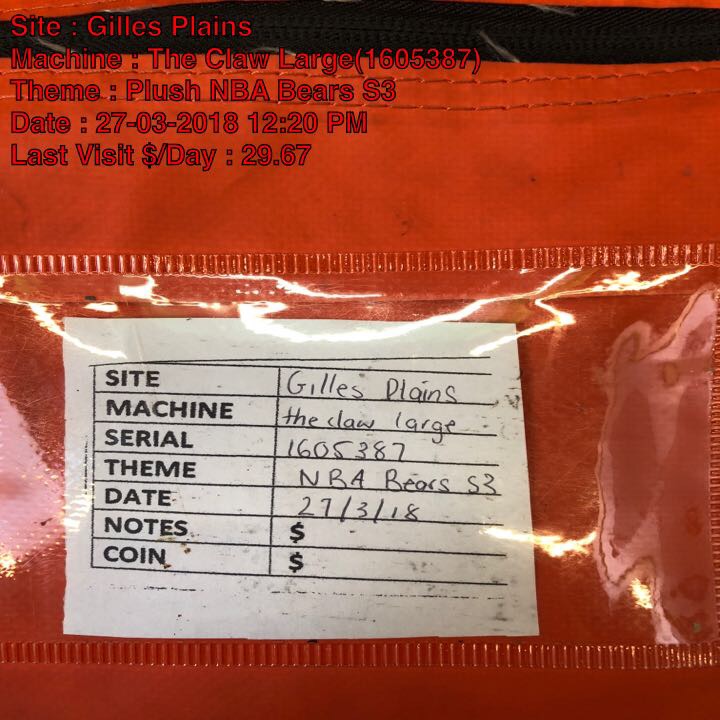 Site : Gilles Plains
Machine : The Claw Large(1605387)
Theme : Plush NBA Bears S3
Date : 27-03-2018 12:20 PM
Last Visit $/Day : 29.67
SITE Gilles Plains
MACHINE the claw large
SERIAL 1605387
THEME NBA Bears S3
DATE 27/3/18
NOTES $
COIN $